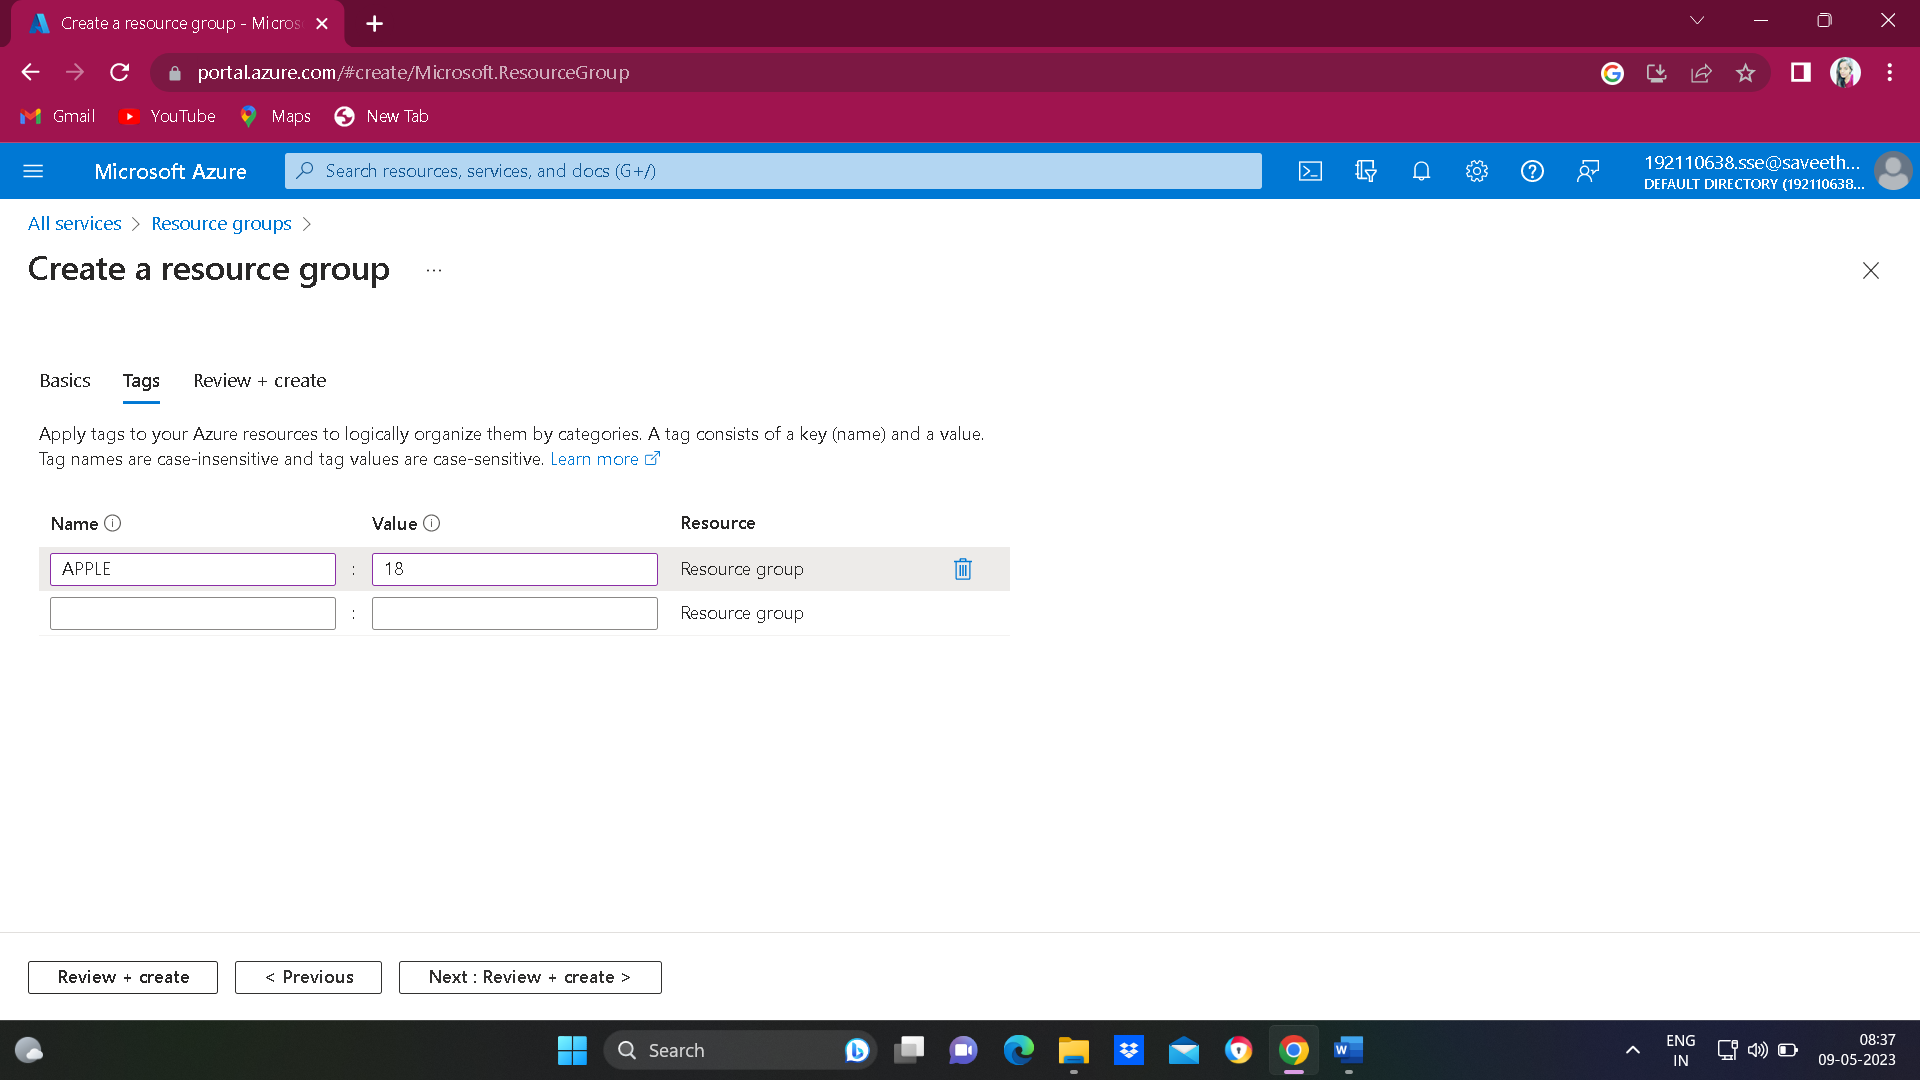 Create a resource group - Micros
portal.azure.com/#create/Microsoft.ResourceGroup
Gmail YouTube Maps New Tab
Microsoft Azure
Search resources, services, and docs (G+/)
192110638.sse@saveeth...
DEFAULT DIRECTORY (192110638...
All services > Resource groups >
Create a resource group ...
Basics Tags Review + create
Apply tags to your Azure resources to logically organize them by categories. A tag consists of a key (name) and a value.
Tag names are case-insensitive and tag values are case-sensitive. Learn more
Name Value Resource
APPLE : 18 Resource group
: Resource group
Review + create < Previous Next : Review + create >
Search
ENG
IN
08:37
09-05-2023